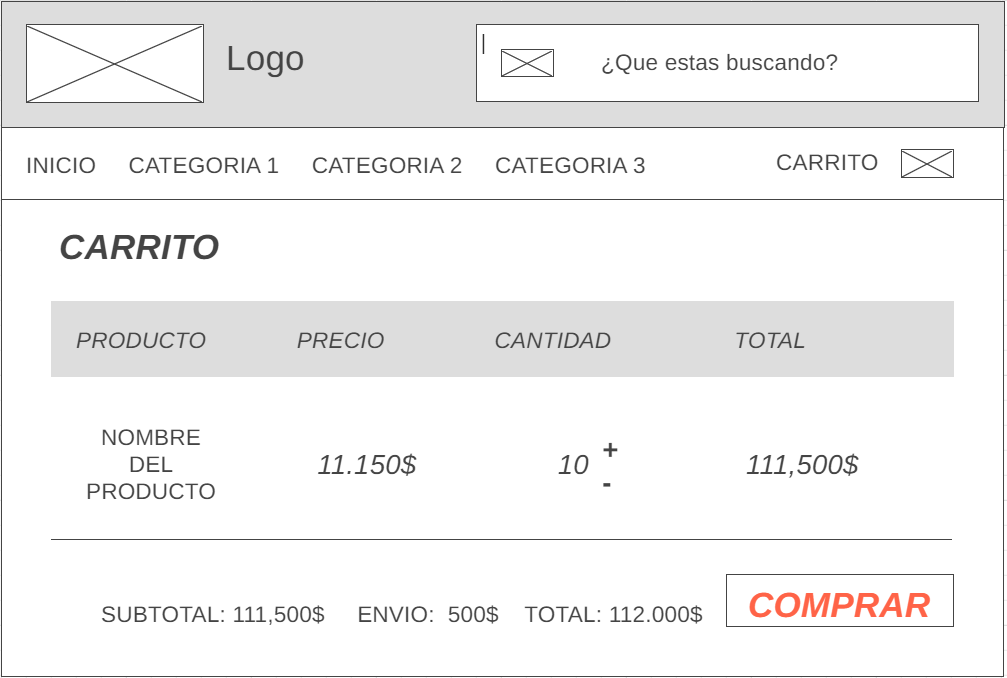 Logo
¿Que estas buscando?
INICIO CATEGORIA 1 CATEGORIA 2 CATEGORIA 3 CARRITO
CARRITO
PRODUCTO PRECIO CANTIDAD TOTAL
NOMBRE
DEL
PRODUCTO
11.150$ 10 + - 111,500$
SUBTOTAL: 111,500$ ENVIO: 500$ TOTAL: 112.000$
COMPRAR